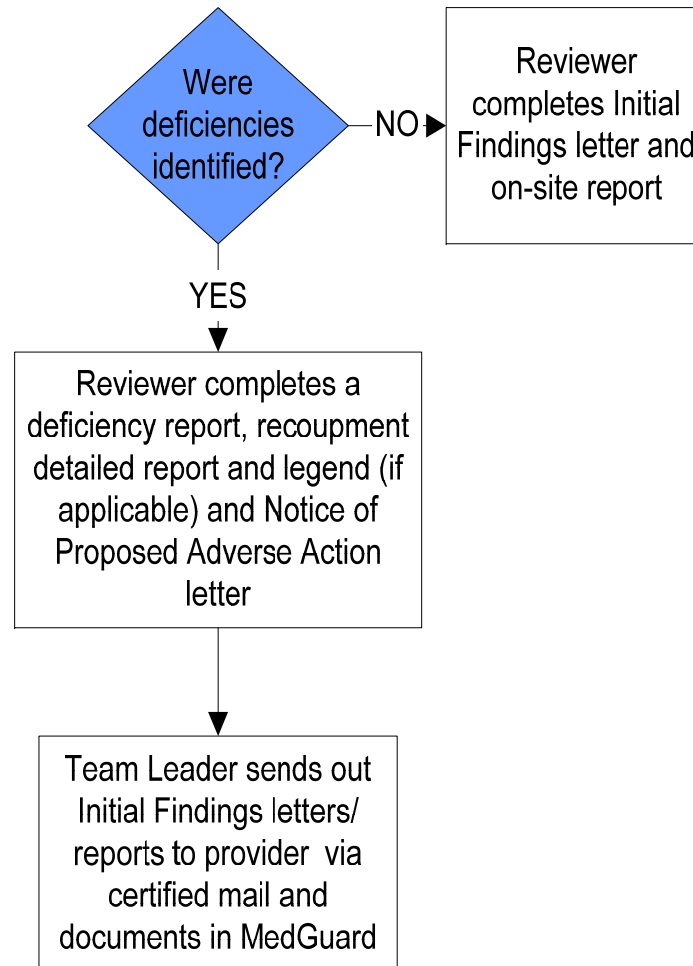 Were
deficiencies
identified?
NO
Reviewer
completes Initial
Findings letter and
on-site report
YES
Reviewer completes a
deficiency report, recoupment
detailed report and legend (if
applicable) and Notice of
Proposed Adverse Action
letter
Team Leader sends out
Initial Findings letters/
reports to provider via
certified mail and
documents in MedGuard